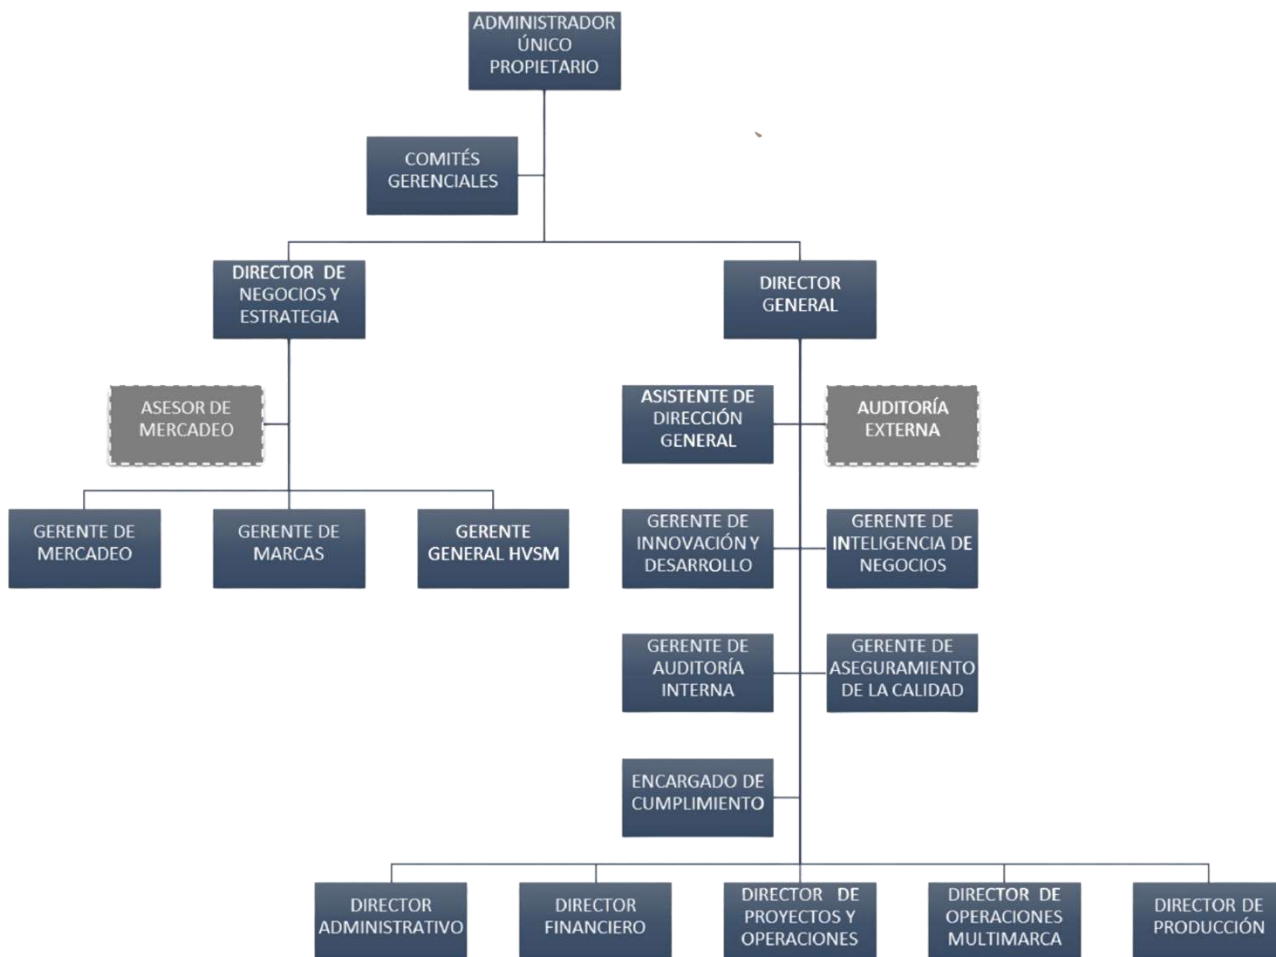 ADMINISTRADOR
ÚNICO
PROPIETARIO
COMITÉS
GERENCIALES
DIRECTOR DE
NEGOCIOS Y
ESTRATEGIA
DIRECTOR
GENERAL
ASESOR DE
MERCADEO
ASISTENTE DE
DIRECCIÓN
GENERAL
AUDITORÍA
EXTERNA
GERENTE DE
MERCADEO
GERENTE DE
MARCAS
GERENTE
GENERAL HVSM
GERENTE DE
INNOVACIÓN Y
DESARROLLO
GERENTE DE
INTELIGENCIA DE
NEGOCIOS
GERENTE DE
AUDITORÍA
INTERNA
GERENTE DE
ASEGURAMIENTO
DE LA CALIDAD
ENCARGADO DE
CUMPLIMIENTO
DIRECTOR
ADMINISTRATIVO
DIRECTOR
FINANCIERO
DIRECTOR DE
PROYECTOS Y
OPERACIONES
DIRECTOR DE
OPERACIONES
MULTIMARCA
DIRECTOR DE
PRODUCCIÓN